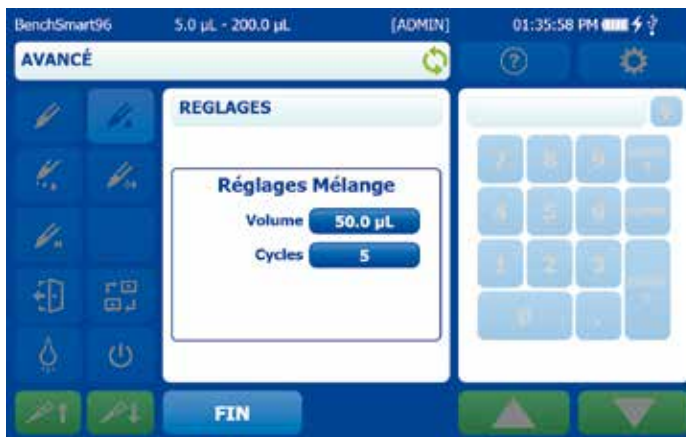 BenchSmart96 5.0 µL - 200.0 µL [ADMIN] 01:35:58 PM
AVANCÉ
?
REGLAGES
Réglages Mélange
Volume 50.0 µL
Cycles 5
7 8 9
4 5 6
1 2 3
0 .
FIN